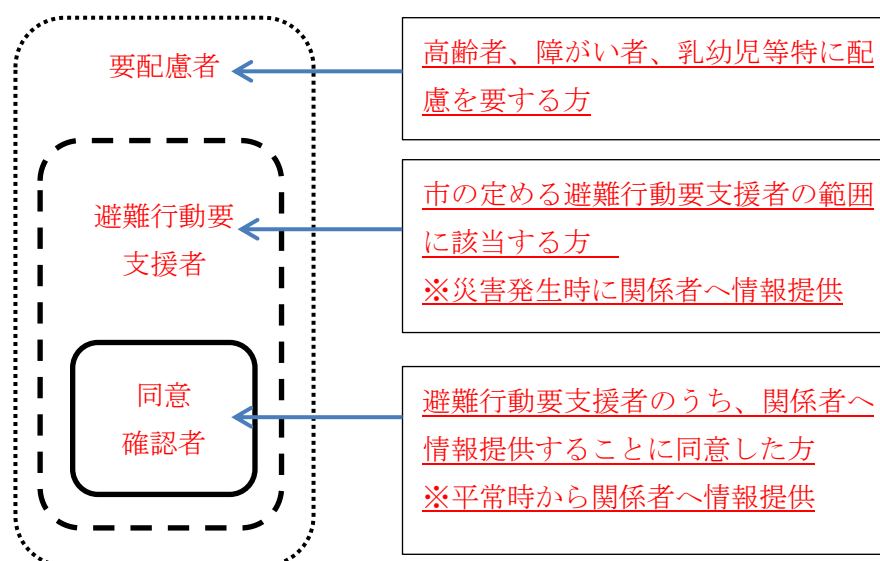 要配慮者
高齢者、障がい者、乳幼児等特に配
慮を要する方
避難行動要
支援者
市の定める避難行動要支援者の範囲
に該当する方
※災害発生時に関係者へ情報提供
同意
確認者
避難行動要支援者のうち、関係者へ
情報提供することに同意した方
※平常時から関係者へ情報提供